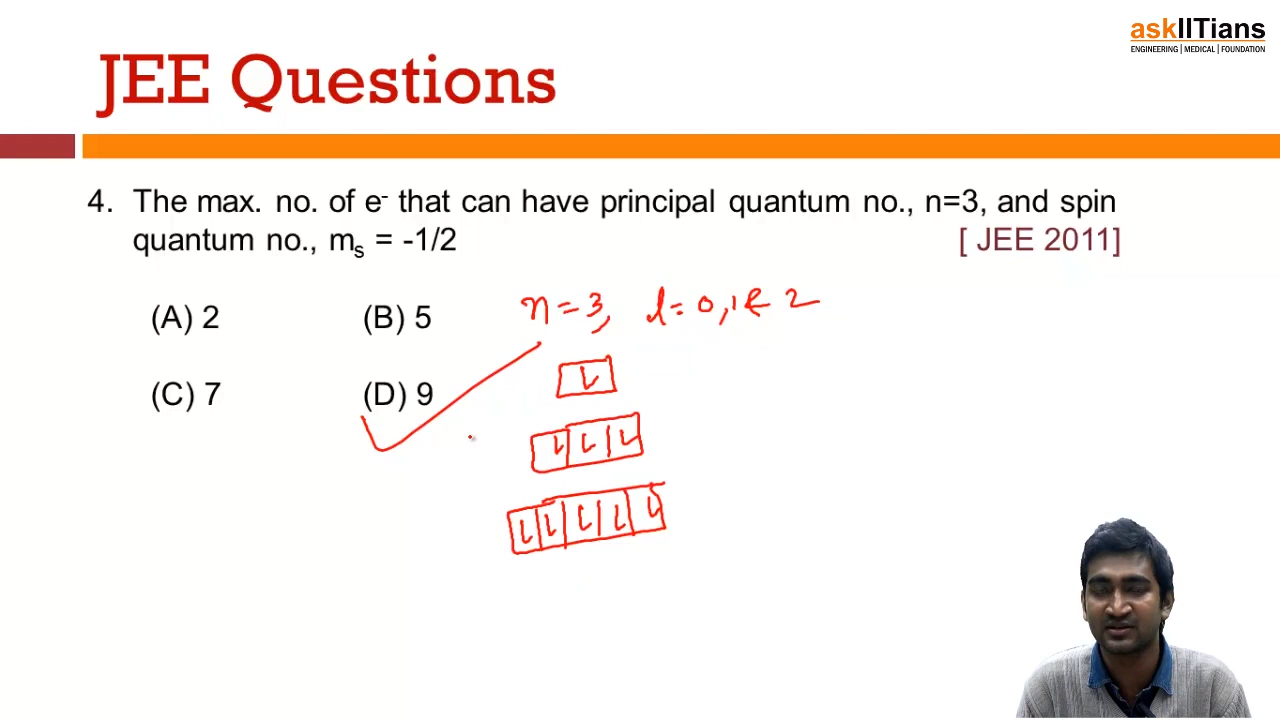 askIITians
ENGINEERING | MEDICAL | FOUNDATION
JEE Questions
4. The max. no. of e⁻ that can have principal quantum no., n=3, and spin
quantum no., mₛ = -1/2 [ JEE 2011]
n = 3, l = 0, 1 & 2
(A) 2 (B) 5
(C) 7 (D) 9